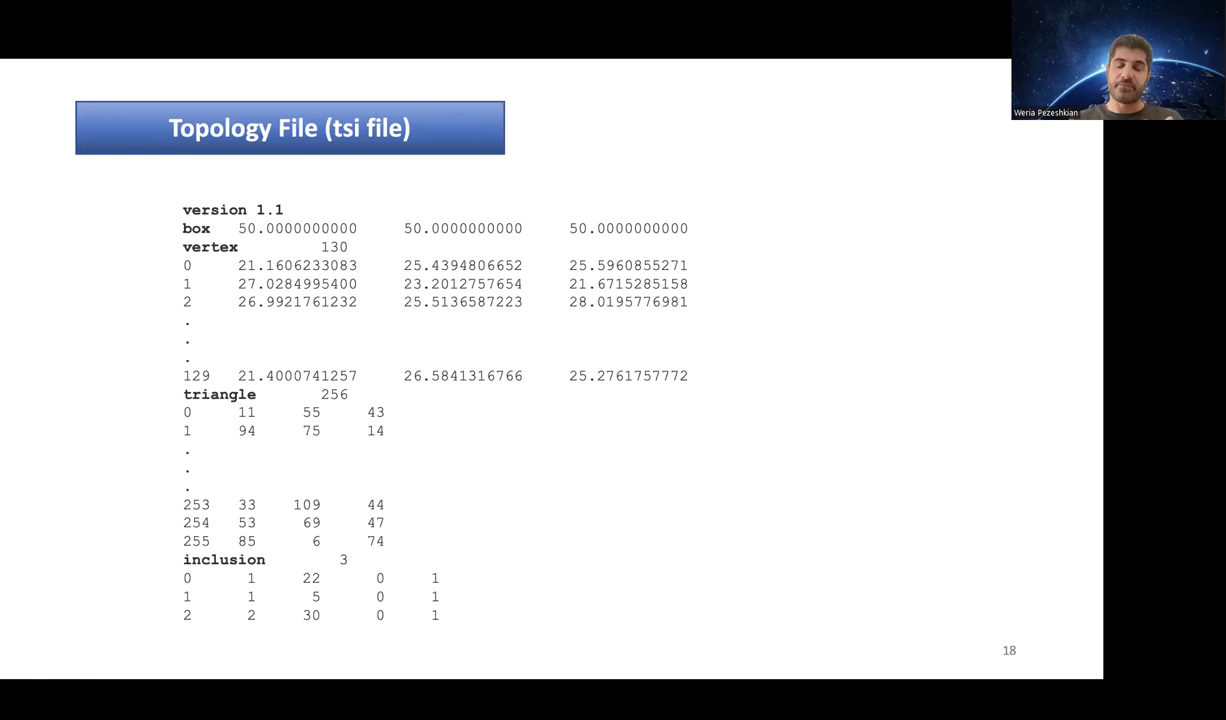 Weria Pezeshkian
Topology File (tsi file)
version 1.1
box 50.0000000000 50.0000000000 50.0000000000
vertex 130
0 21.1606233083 25.4394806652 25.5960855271
1 27.0284995400 23.2012757654 21.6715285158
2 26.9921761232 25.5136587223 28.0195776981
.
.
.
129 21.4000741257 26.5841316766 25.2761757772
triangle 256
0 11 55 43
1 94 75 14
.
.
.
253 33 109 44
254 53 69 47
255 85 6 74
inclusion 3
0 1 22 0 1
1 1 5 0 1
2 2 30 0 1
18